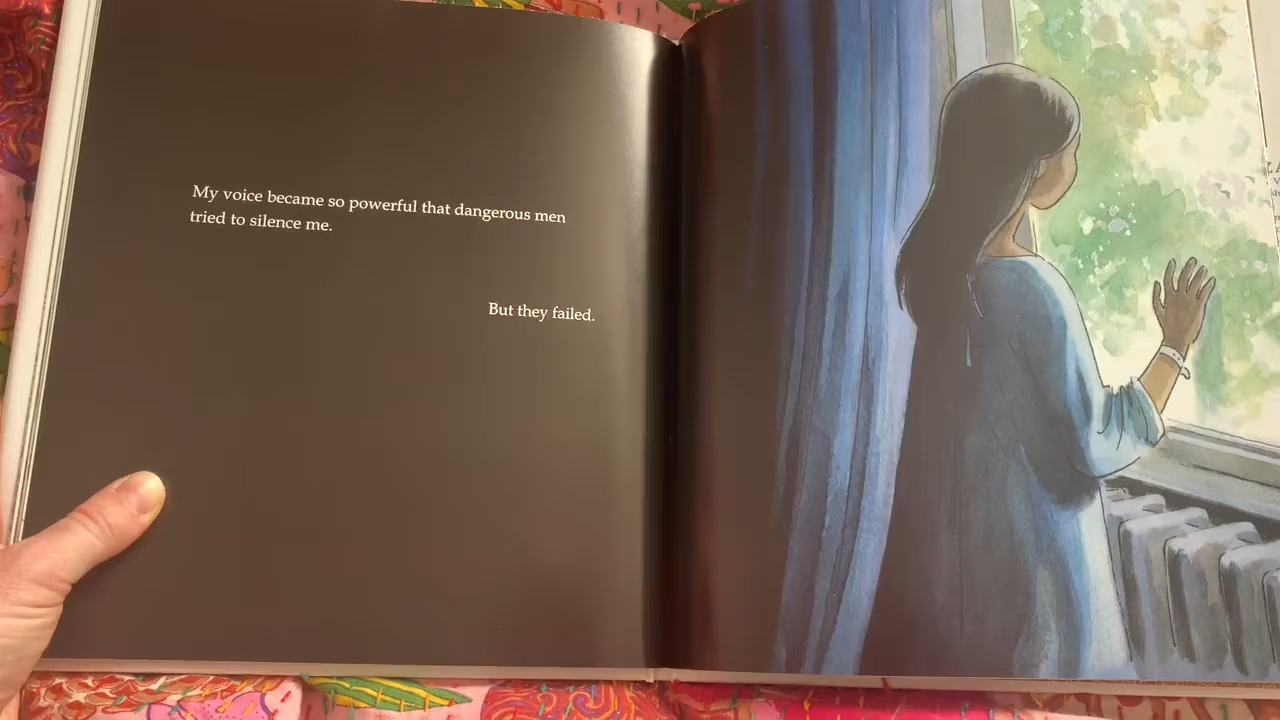 My voice became so powerful that dangerous men
tried to silence me.
But they failed.